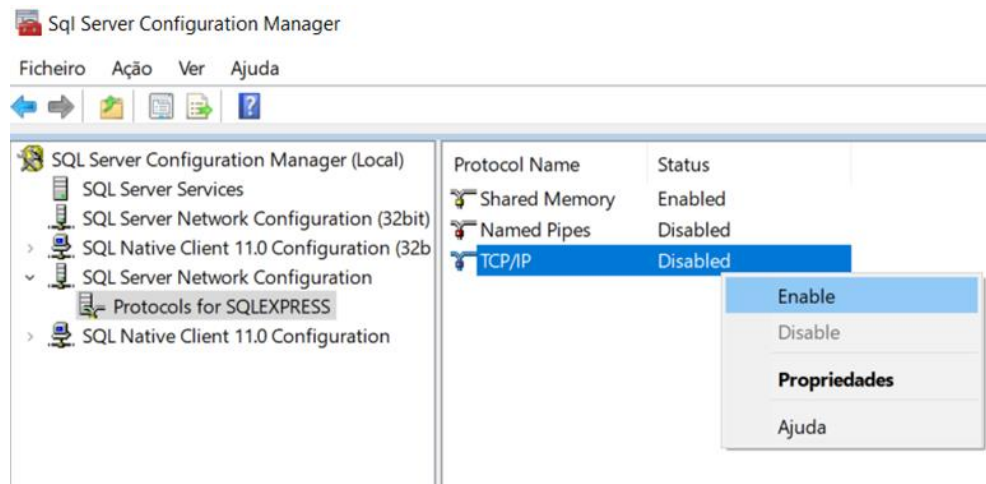 Sql Server Configuration Manager
Ficheiro Ação Ver Ajuda
SQL Server Configuration Manager (Local)
SQL Server Services
SQL Server Network Configuration (32bit)
SQL Native Client 11.0 Configuration (32b
SQL Server Network Configuration
Protocols for SQLEXPRESS
SQL Native Client 11.0 Configuration
Protocol Name Status
Shared Memory Enabled
Named Pipes Disabled
TCP/IP Disabled
Enable
Disable
Propriedades
Ajuda